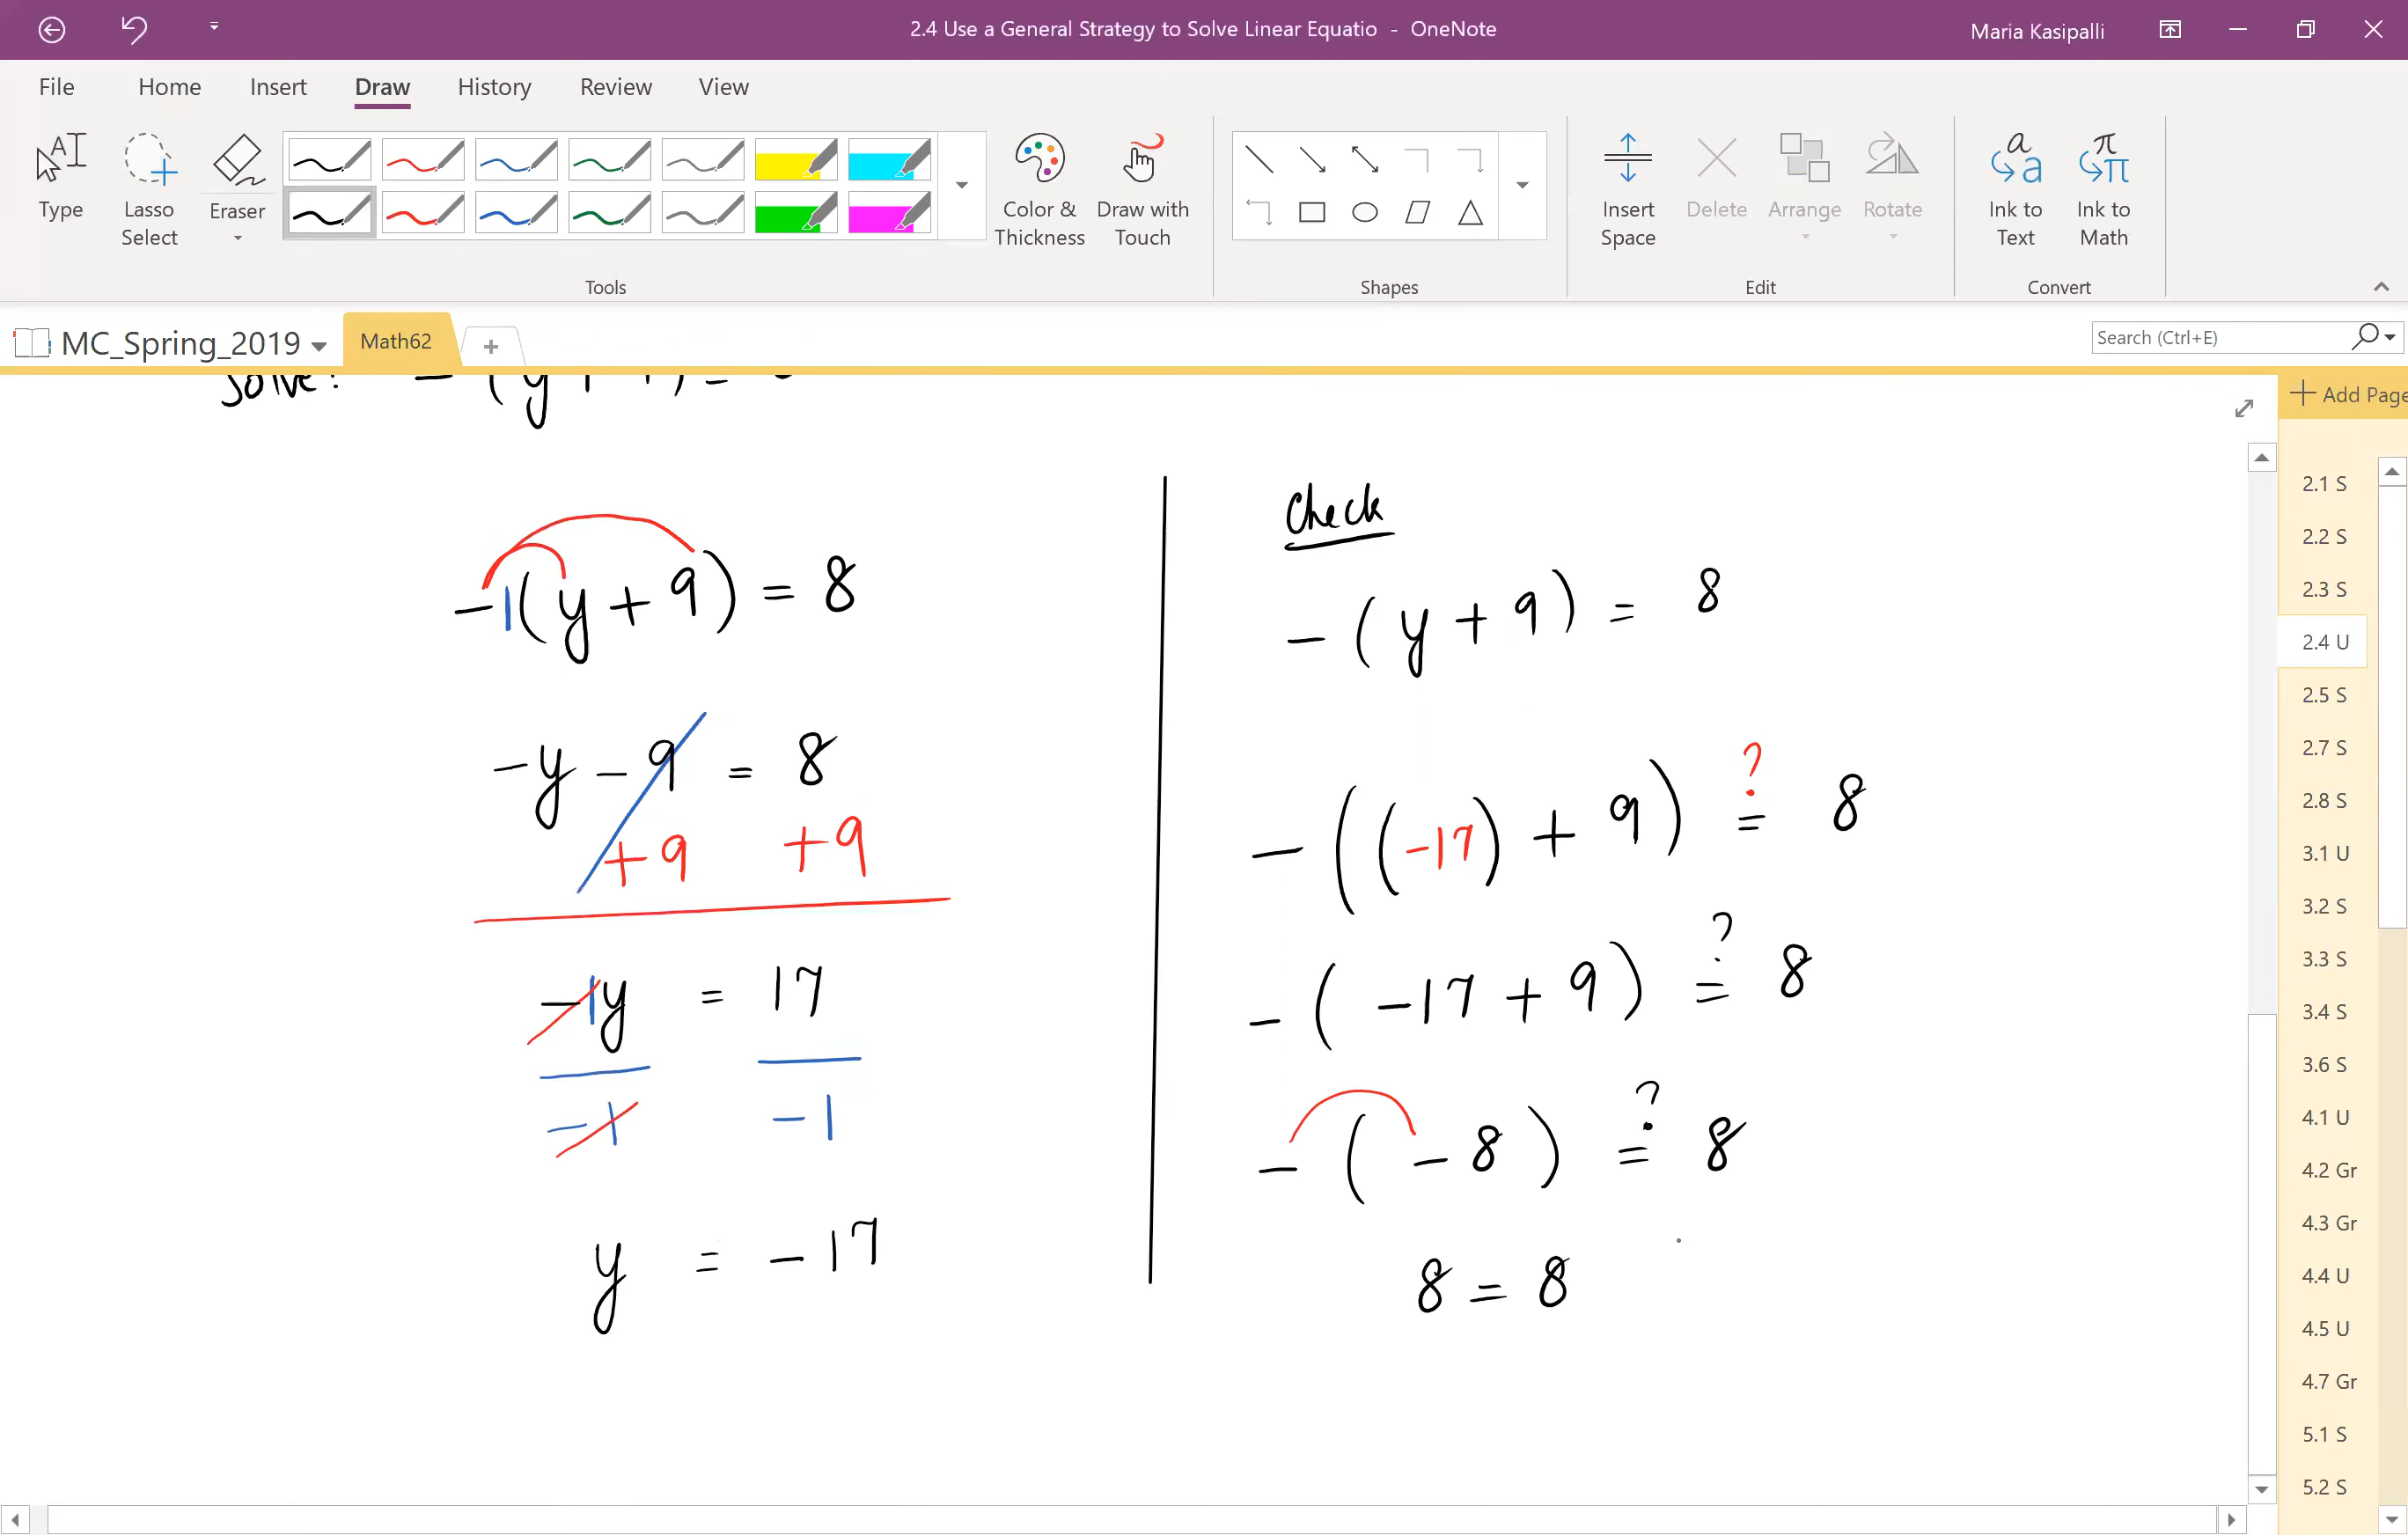 2.4 Use a General Strategy to Solve Linear Equatio - OneNote
Maria Kasipalli
File Home Insert Draw History Review View
Type
Lasso Select
Eraser
Color & Thickness
Draw with Touch
Insert Space
Delete
Arrange
Rotate
Ink to Text
Ink to Math
Tools
Shapes
Edit
Convert
MC_Spring_2019
Math62
+
Search (Ctrl+E)
Add Page
Solve:
-1(y + 9) = 8
-y - 9 = 8
+9 +9
-1y = 17
-1 -1
y = -17
Check
-(y + 9) = 8
-((-17) + 9) ?= 8
-(-17 + 9) ?= 8
-(-8) ?= 8
8 = 8
2.1 S
2.2 S
2.3 S
2.4 U
2.5 S
2.7 S
2.8 S
3.1 U
3.2 S
3.3 S
3.4 S
3.6 S
4.1 U
4.2 Gr
4.3 Gr
4.4 U
4.5 U
4.7 Gr
5.1 S
5.2 S